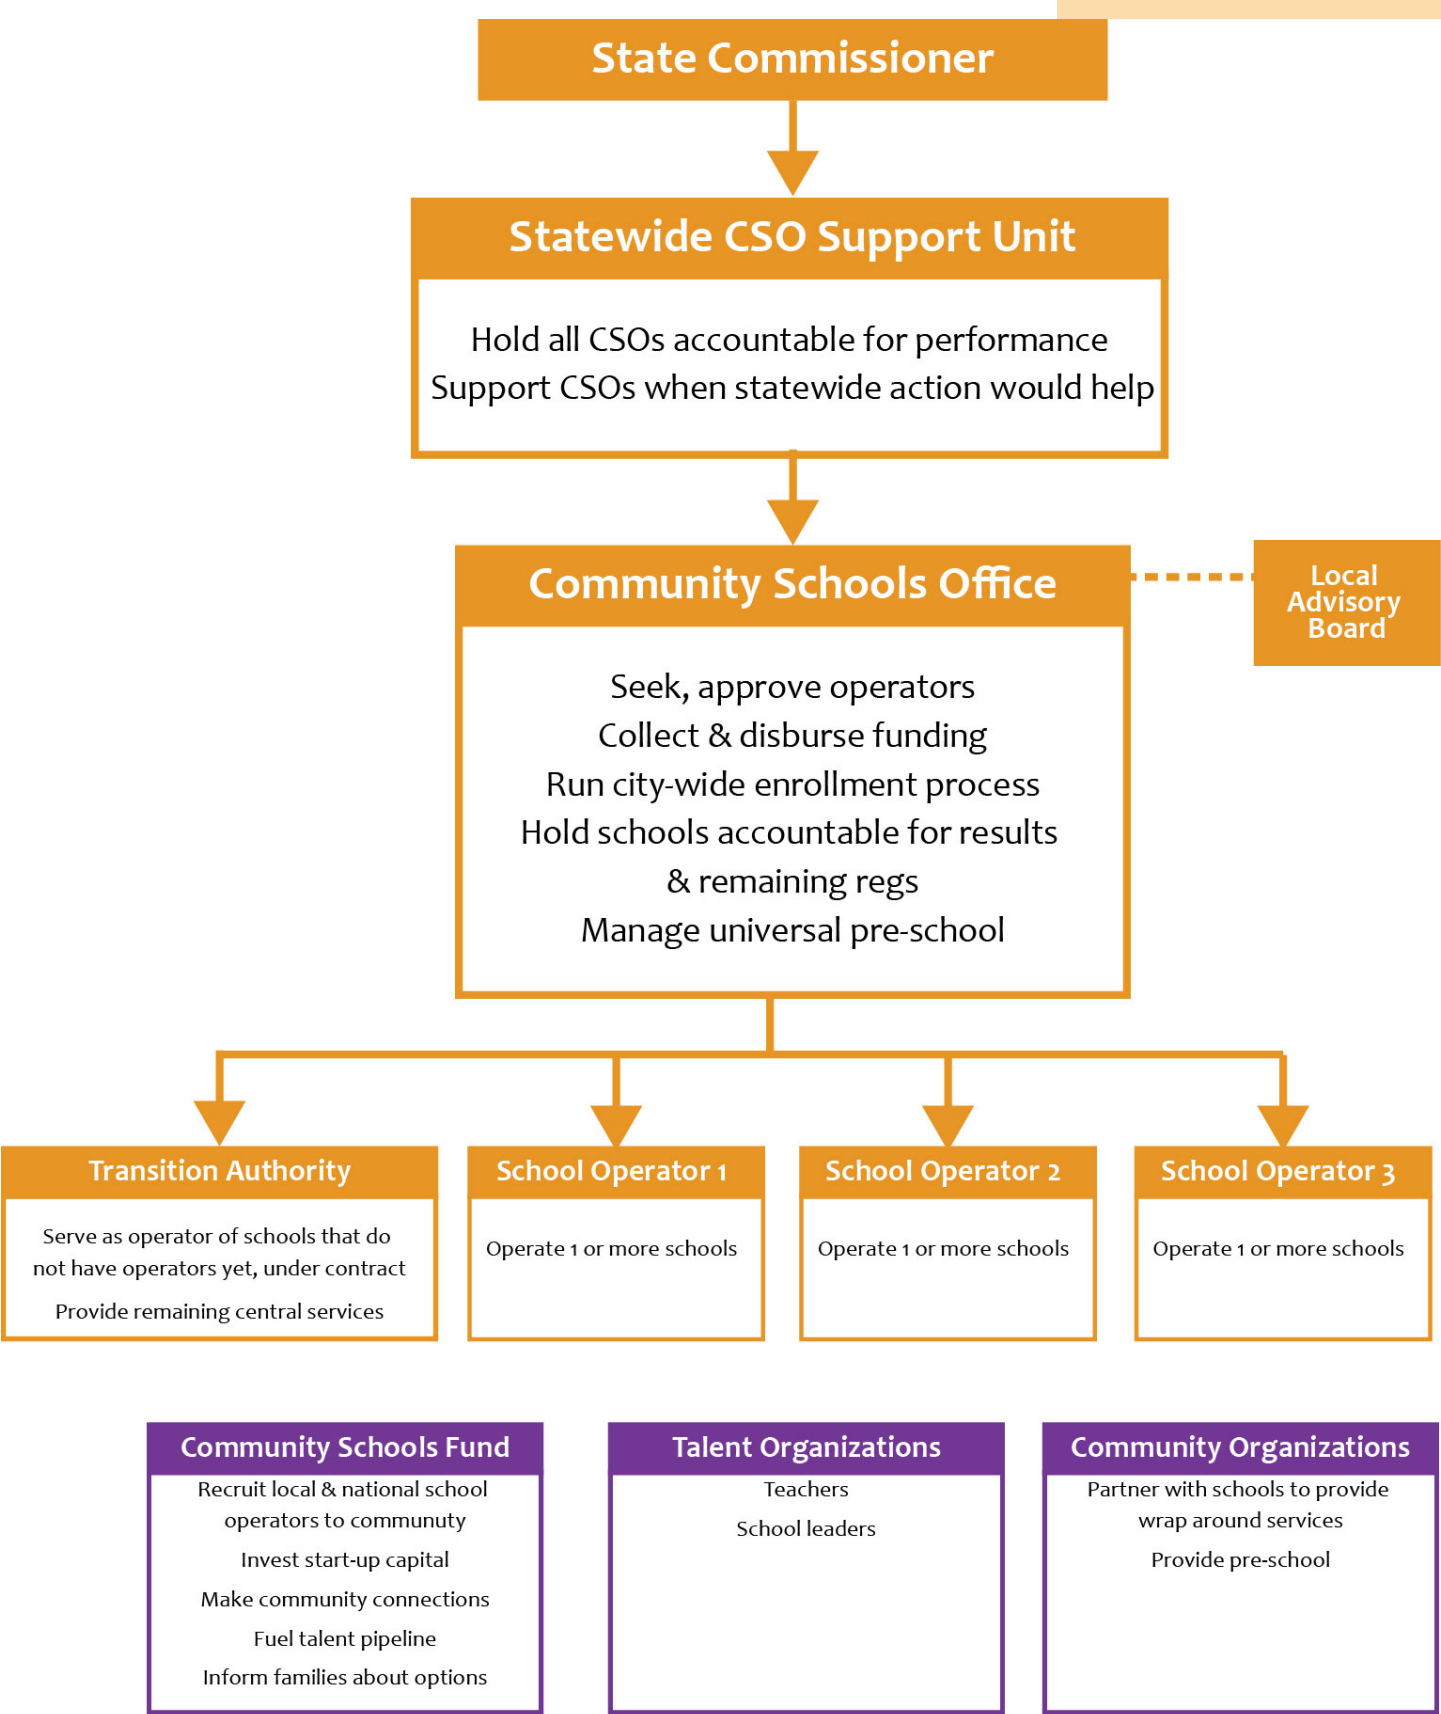 State Commissioner
Statewide CSO Support Unit
Hold all CSOs accountable for performance
Support CSOs when statewide action would help
Community Schools Office
Local
Advisory
Board
Seek, approve operators
Collect & disburse funding
Run city-wide enrollment process
Hold schools accountable for results
& remaining regs
Manage universal pre-school
Transition Authority
Serve as operator of schools that do
not have operators yet, under contract
Provide remaining central services
School Operator 1
Operate 1 or more schools
School Operator 2
Operate 1 or more schools
School Operator 3
Operate 1 or more schools
Community Schools Fund
Recruit local & national school
operators to communuty
Invest start-up capital
Make community connections
Fuel talent pipeline
Inform families about options
Talent Organizations
Teachers
School leaders
Community Organizations
Partner with schools to provide
wrap around services
Provide pre-school